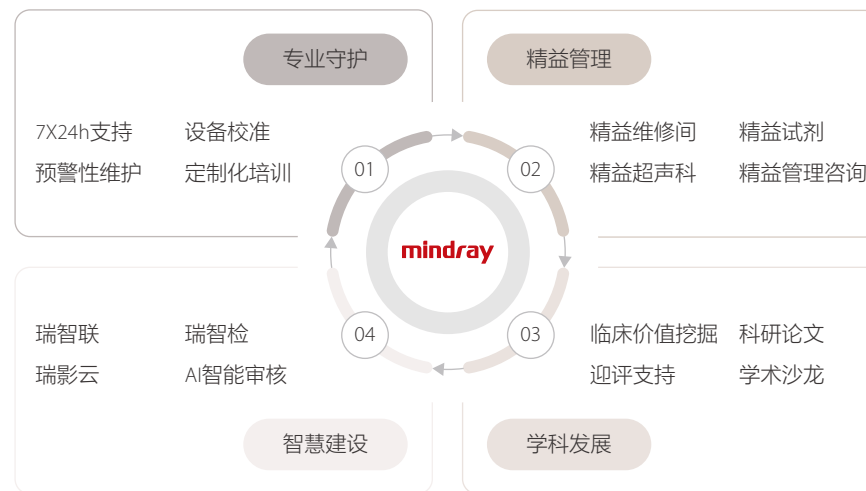 专业守护
7X24h支持 设备校准
预警性维护 定制化培训
01
精益管理
精益维修间 精益试剂
精益超声科 精益管理咨询
02
mindray
临床价值挖掘 科研论文
迎评支持 学术沙龙
03
学科发展
瑞智联 瑞智检
瑞影云 AI智能审核
04
智慧建设